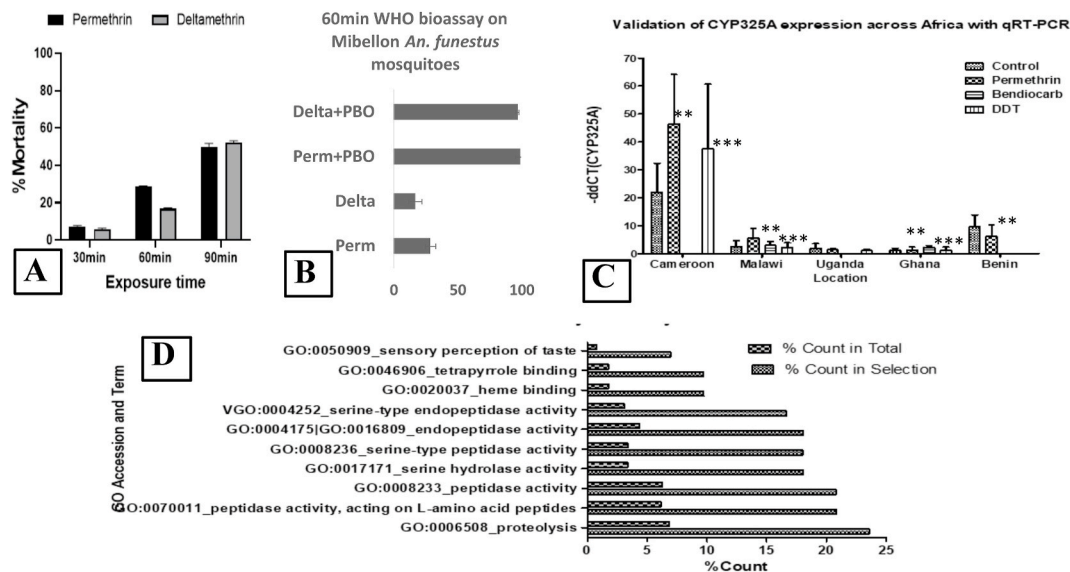 Permethrin
Deltamethrin
100
80
60
40
20
0
% Mortality
30min
60min
90min
Exposure time
A
60min WHO bioassay on
Mibellon An. funestus
mosquitoes
Delta+PBO
Perm+PBO
Delta
Perm
0
50
100
B
Validation of CYP325A expression across Africa with qRT-PCR
Control
Permethrin
Bendiocarb
DDT
70
60
50
40
30
20
10
0
-ddCT(CYP325A)
**
***
**
***
**
***
**
Cameroon
Malawi
Uganda
Ghana
Benin
Location
C
D
% Count in Total
% Count in Selection
GO Accession and Term
GO:0050909_sensory perception of taste
GO:0046906_tetrapyrrole binding
GO:0020037_heme binding
VGO:0004252_serine-type endopeptidase activity
GO:0004175|GO:0016809_endopeptidase activity
GO:0008236_serine-type peptidase activity
GO:0017171_serine hydrolase activity
GO:0008233_peptidase activity
GO:0070011_peptidase activity, acting on L-amino acid peptides
GO:0006508_proteolysis
0
5
10
15
20
25
%Count